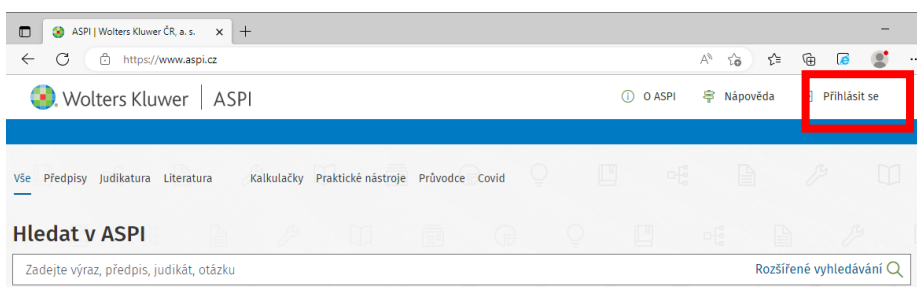 ASPI | Wolters Kluwer ČR, a. s.
https://www.aspi.cz
Wolters Kluwer | ASPI
O ASPI Nápověda Přihlásit se
Vše Předpisy Judikatura Literatura Kalkulačky Praktické nástroje Průvodce Covid
Hledat v ASPI
Zadejte výraz, předpis, judikát, otázku Rozšířené vyhledávání